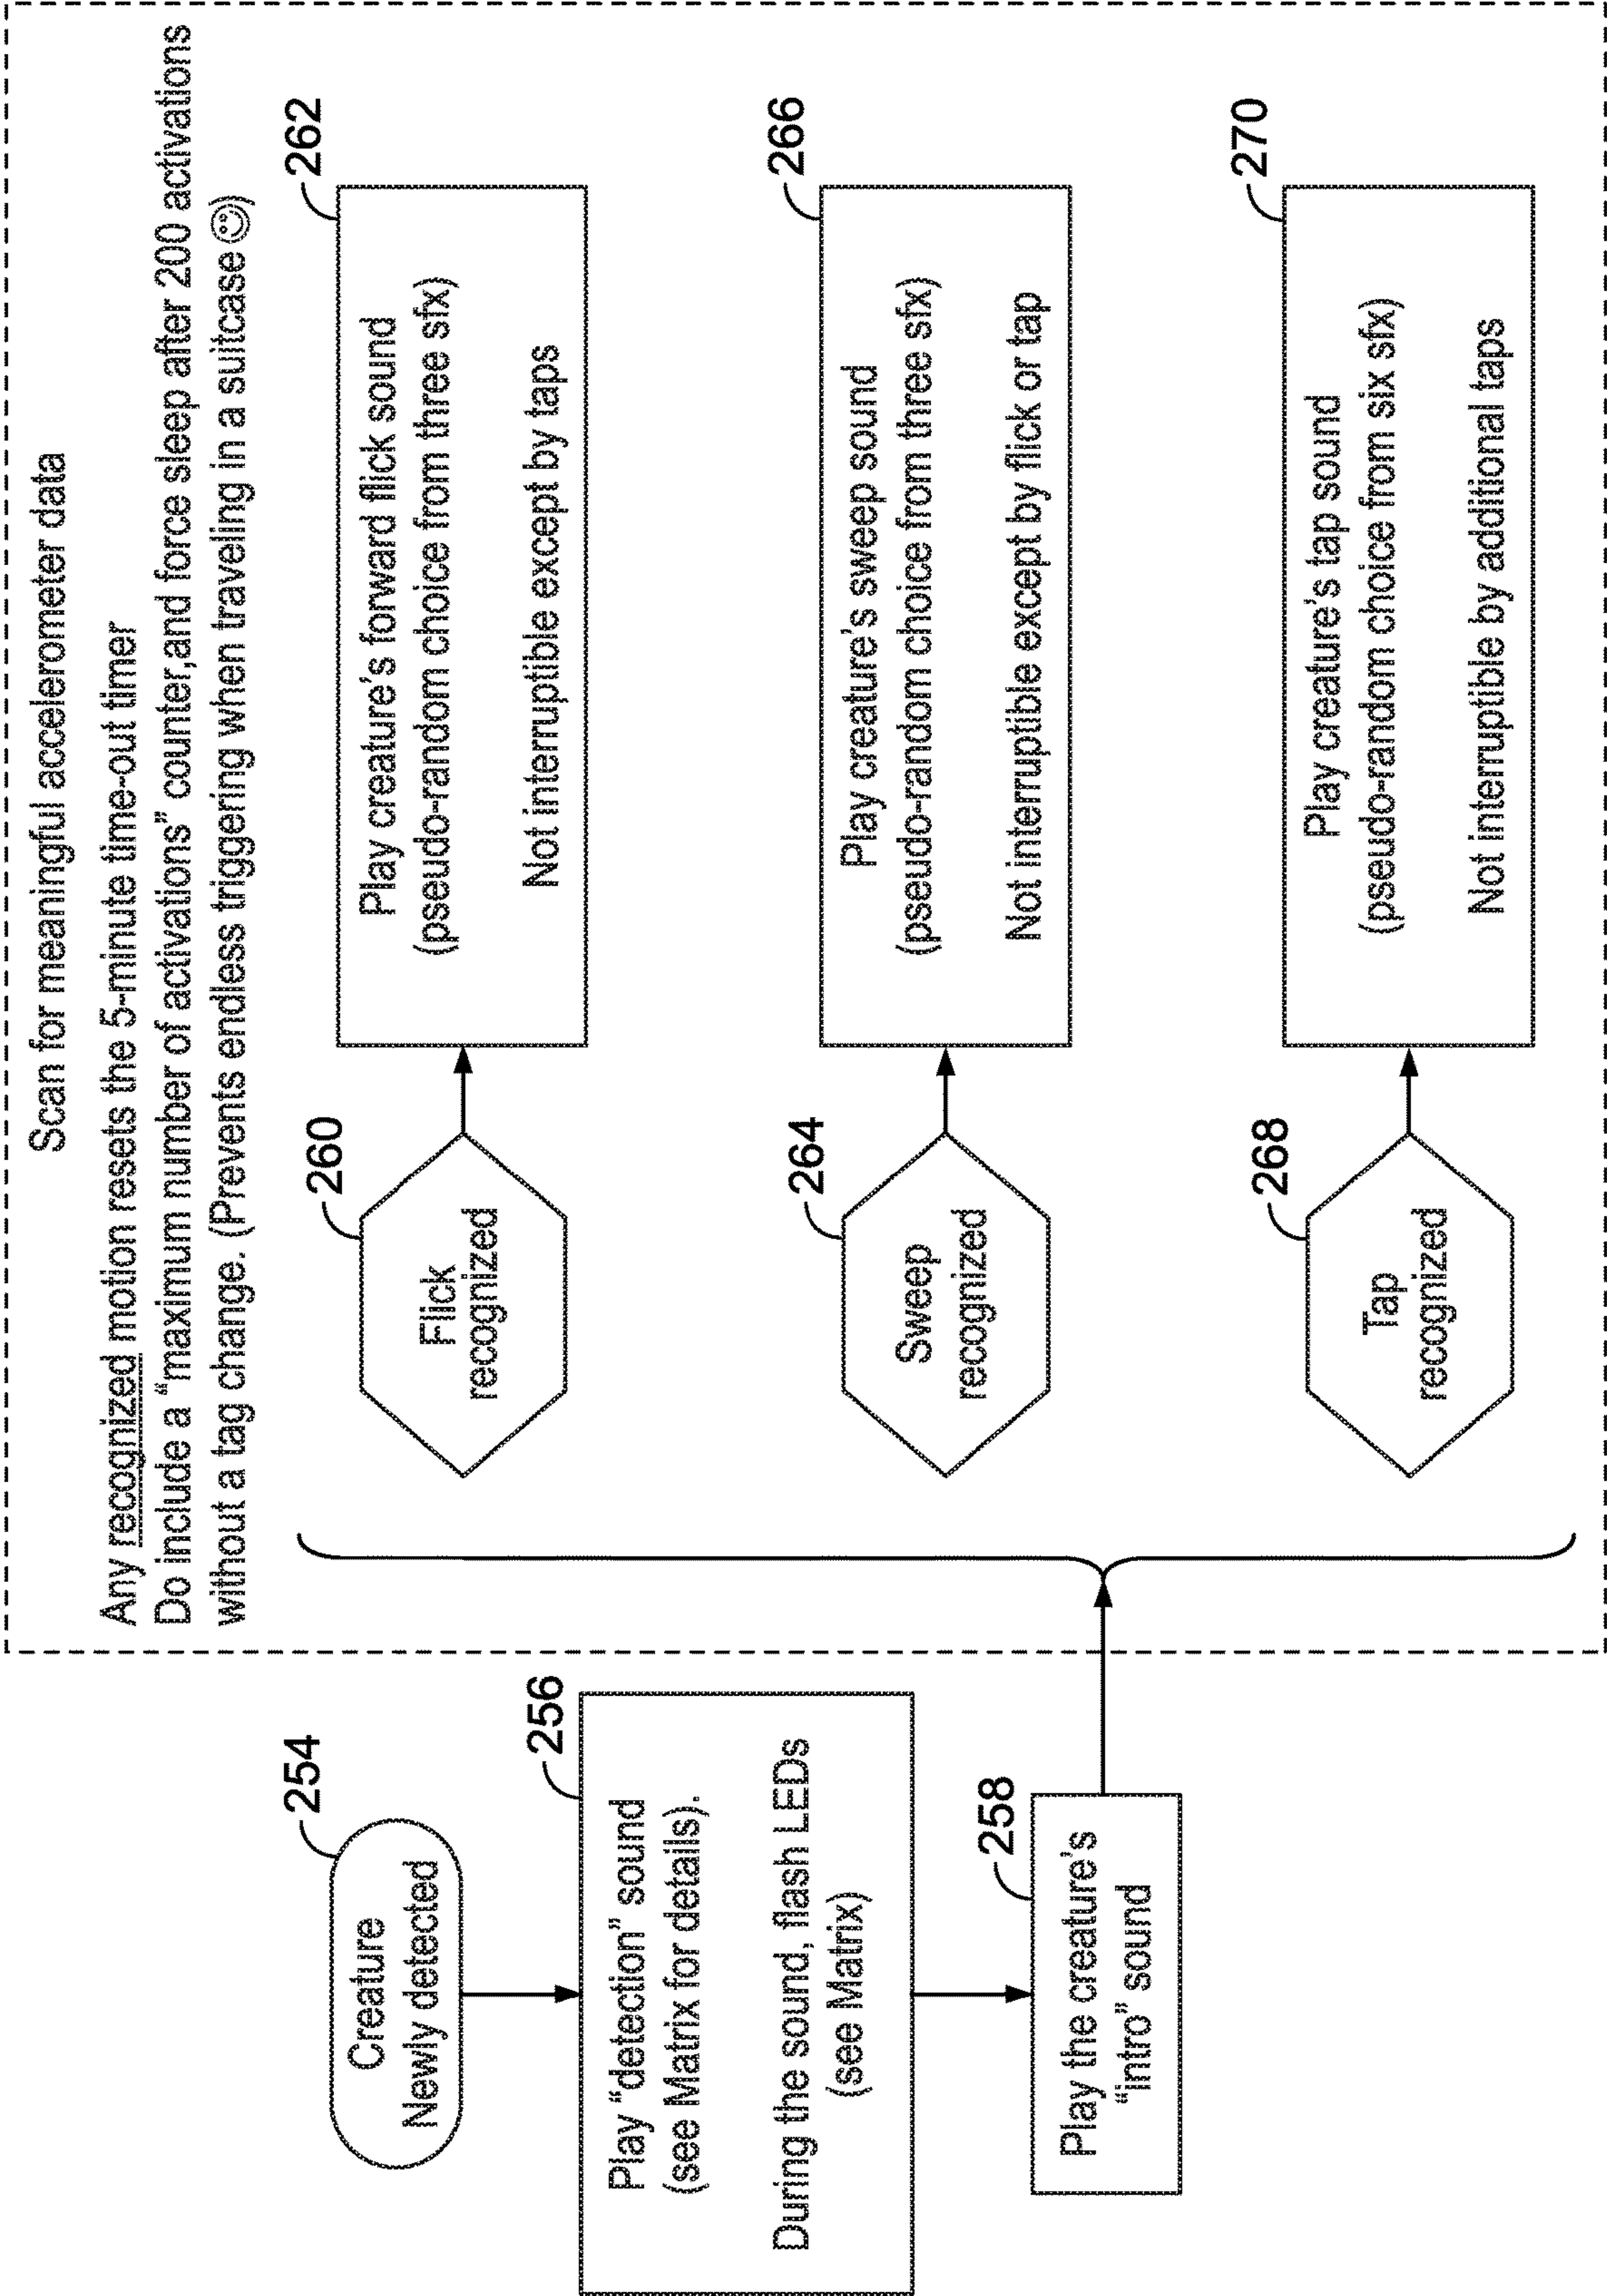 Scan for meaningful accelerometer data
Any recognized motion resets the 5-minute time-out timer
Do include a “maximum number of activations” counter,and force sleep after 200 activations
without a tag change. (Prevents endless triggering when traveling in a suitcase☺)
254
Creature
Newly detected
256
Play “detection” sound
(see Matrix for details).
During the sound, flash LEDs
(see Matrix)
258
Play the creature’s
“intro” sound
260
Flick
recognized
262
Play creature’s forward flick sound
(pseudo-random choice from three sfx)
Not interruptible except by taps
264
Sweep
recognized
266
Play creature’s sweep sound
(pseudo-random choice from three sfx)
Not interruptible except by flick or tap
268
Tap
recognized
270
Play creature’s tap sound
(pseudo-random choice from six sfx)
Not interruptible by additional taps